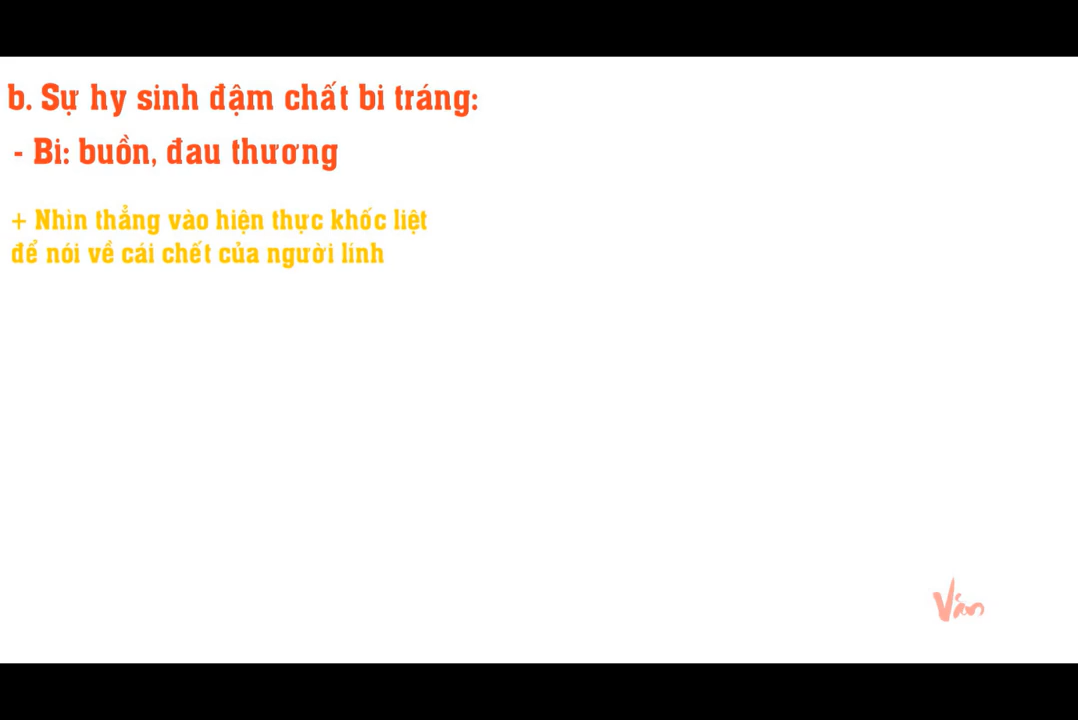 b. Sự hy sinh đậm chất bi tráng:
- Bi: buồn, đau thương
+ Nhìn thẳng vào hiện thực khốc liệt
để nói về cái chết của người lính
Văn